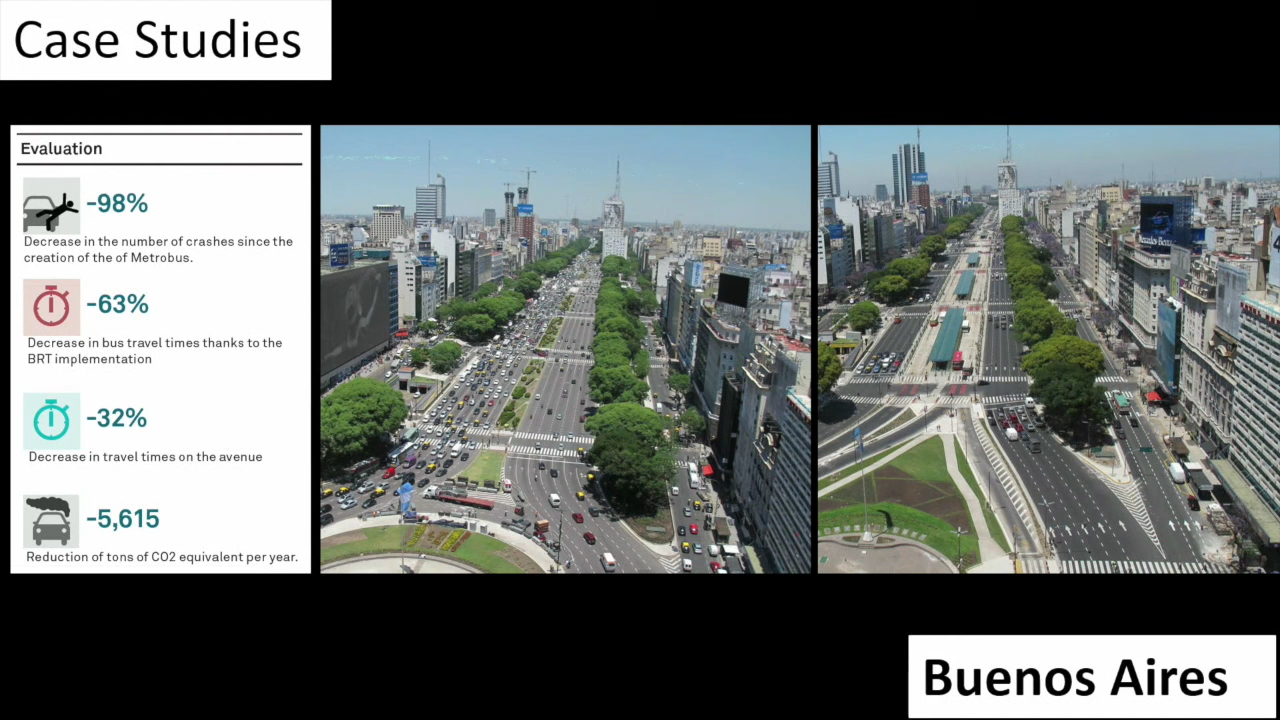 Case Studies
Evaluation
-98%
Decrease in the number of crashes since the
creation of the of Metrobus.
-63%
Decrease in bus travel times thanks to the
BRT implementation
-32%
Decrease in travel times on the avenue
-5,615
Reduction of tons of CO2 equivalent per year.
Mercedes-Benz
Buenos Aires